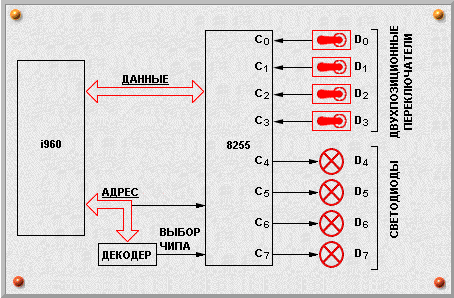 i960
ДАННЫЕ
АДРЕС
ДЕКОДЕР
ВЫБОР
ЧИПА
8255
C0 D0
C1 D1
C2 D2
C3 D3
C4 D4
C5 D5
C6 D6
C7 D7
ДВУХПОЗИЦИОННЫЕ
ПЕРЕКЛЮЧАТЕЛИ
СВЕТОДИОДЫ